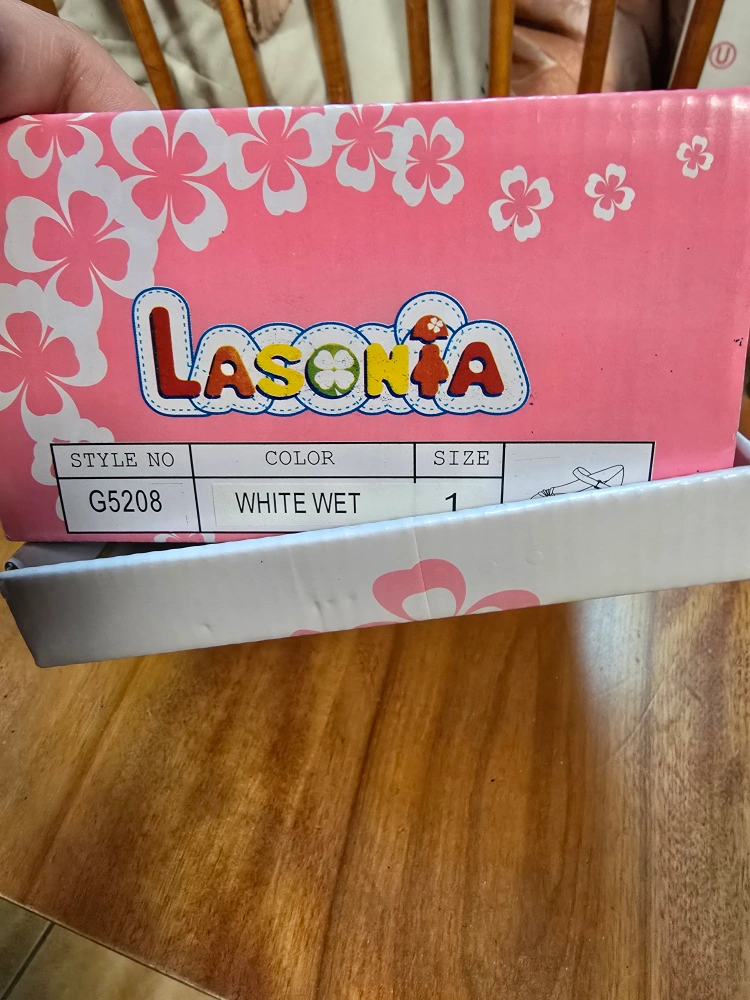 U
LASONIA
STYLE NO COLOR SIZE
G5208 WHITE WET 1